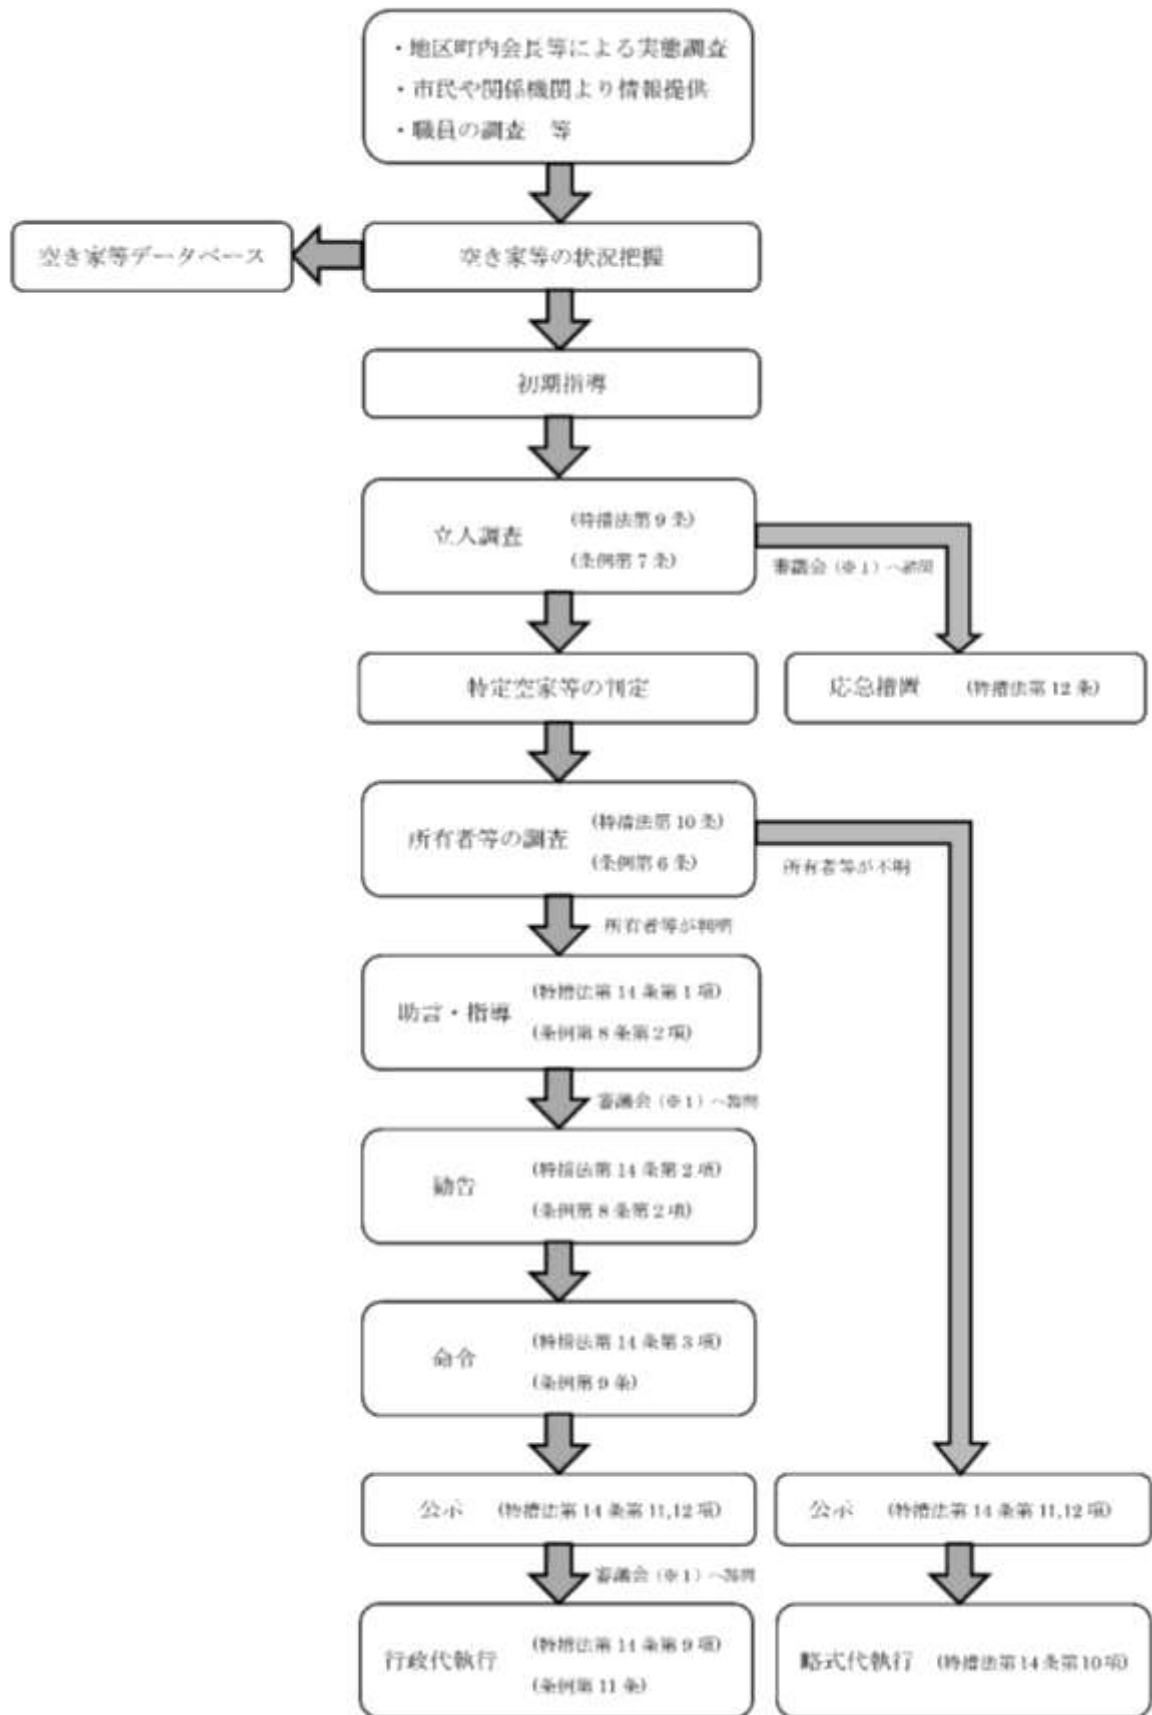 ・地区町内会長等による実態調査
・市民や関係機関より情報提供
・職員の調査　等
空き家等データベース
空き家等の状況把握
初期指導
立入調査
(特措法第9条)
(条例第7条)
審議会(※1)へ諮問
特定空家等の判定
応急措置 (特措法第12条)
所有者等の調査
(特措法第10条)
(条例第6条)
所有者等が不明
所有者等が判明
助言・指導
(特措法第14条第1項)
(条例第8条第2項)
審議会(※1)へ諮問
勧告
(特措法第14条第2項)
(条例第8条第2項)
命令
(特措法第14条第3項)
(条例第9条)
公示 (特措法第14条第11,12項)
公示 (特措法第14条第11,12項)
審議会(※1)へ諮問
行政代執行
(特措法第14条第9項)
(条例第11条)
略式代執行 (特措法第14条第10項)